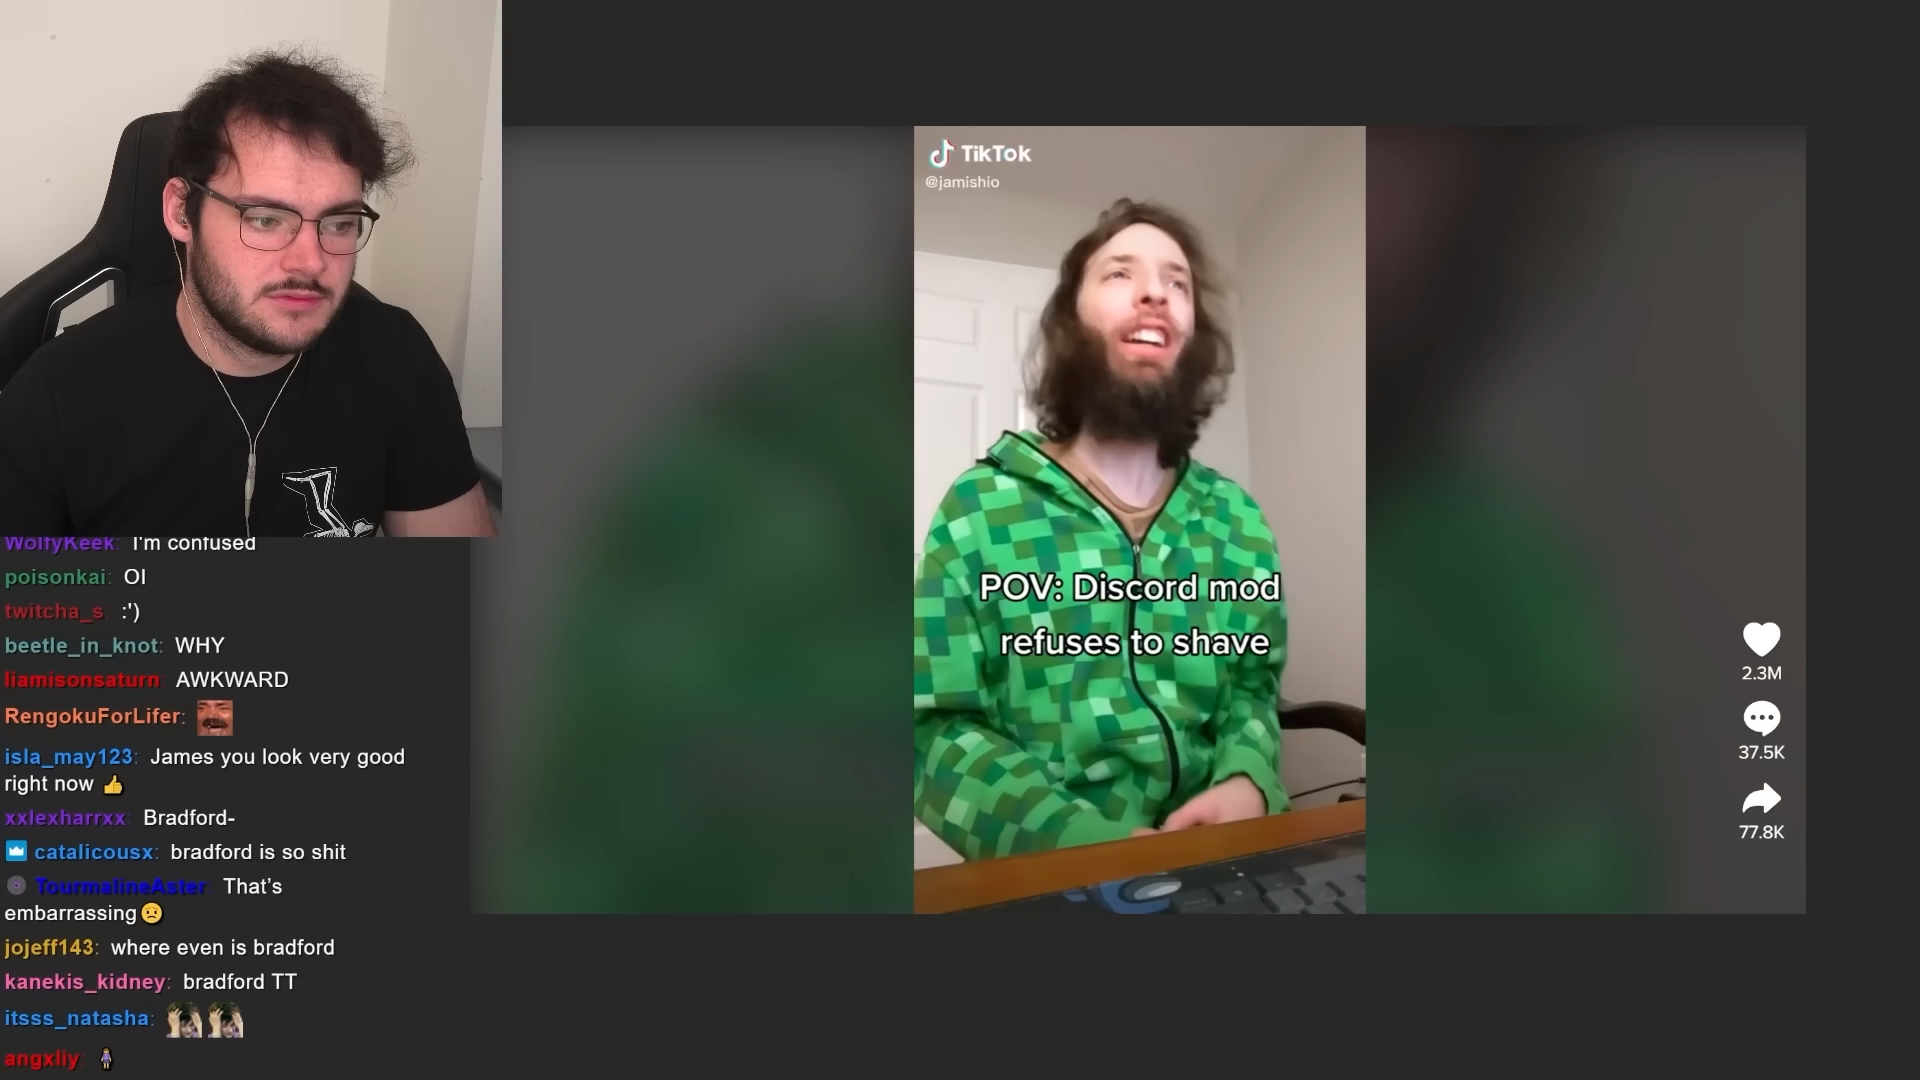 TikTok
@jamishio
POV: Discord mod
refuses to shave
2.3M
37.5K
77.8K
WolfyKeek: I'm confused
poisonkai: OI
twitcha_s: :')
beetle_in_knot: WHY
liamisonsaturn: AWKWARD
RengokuForLifer:
isla_may123: James you look very good
right now 👍
xxlexharrxx: Bradford-
catalicousx: bradford is so shit
TourmalineAster: That’s
embarrassing😟
jojeff143: where even is bradford
kanekis_kidney: bradford TT
itsss_natasha:
angxliy: 🧍‍♀️